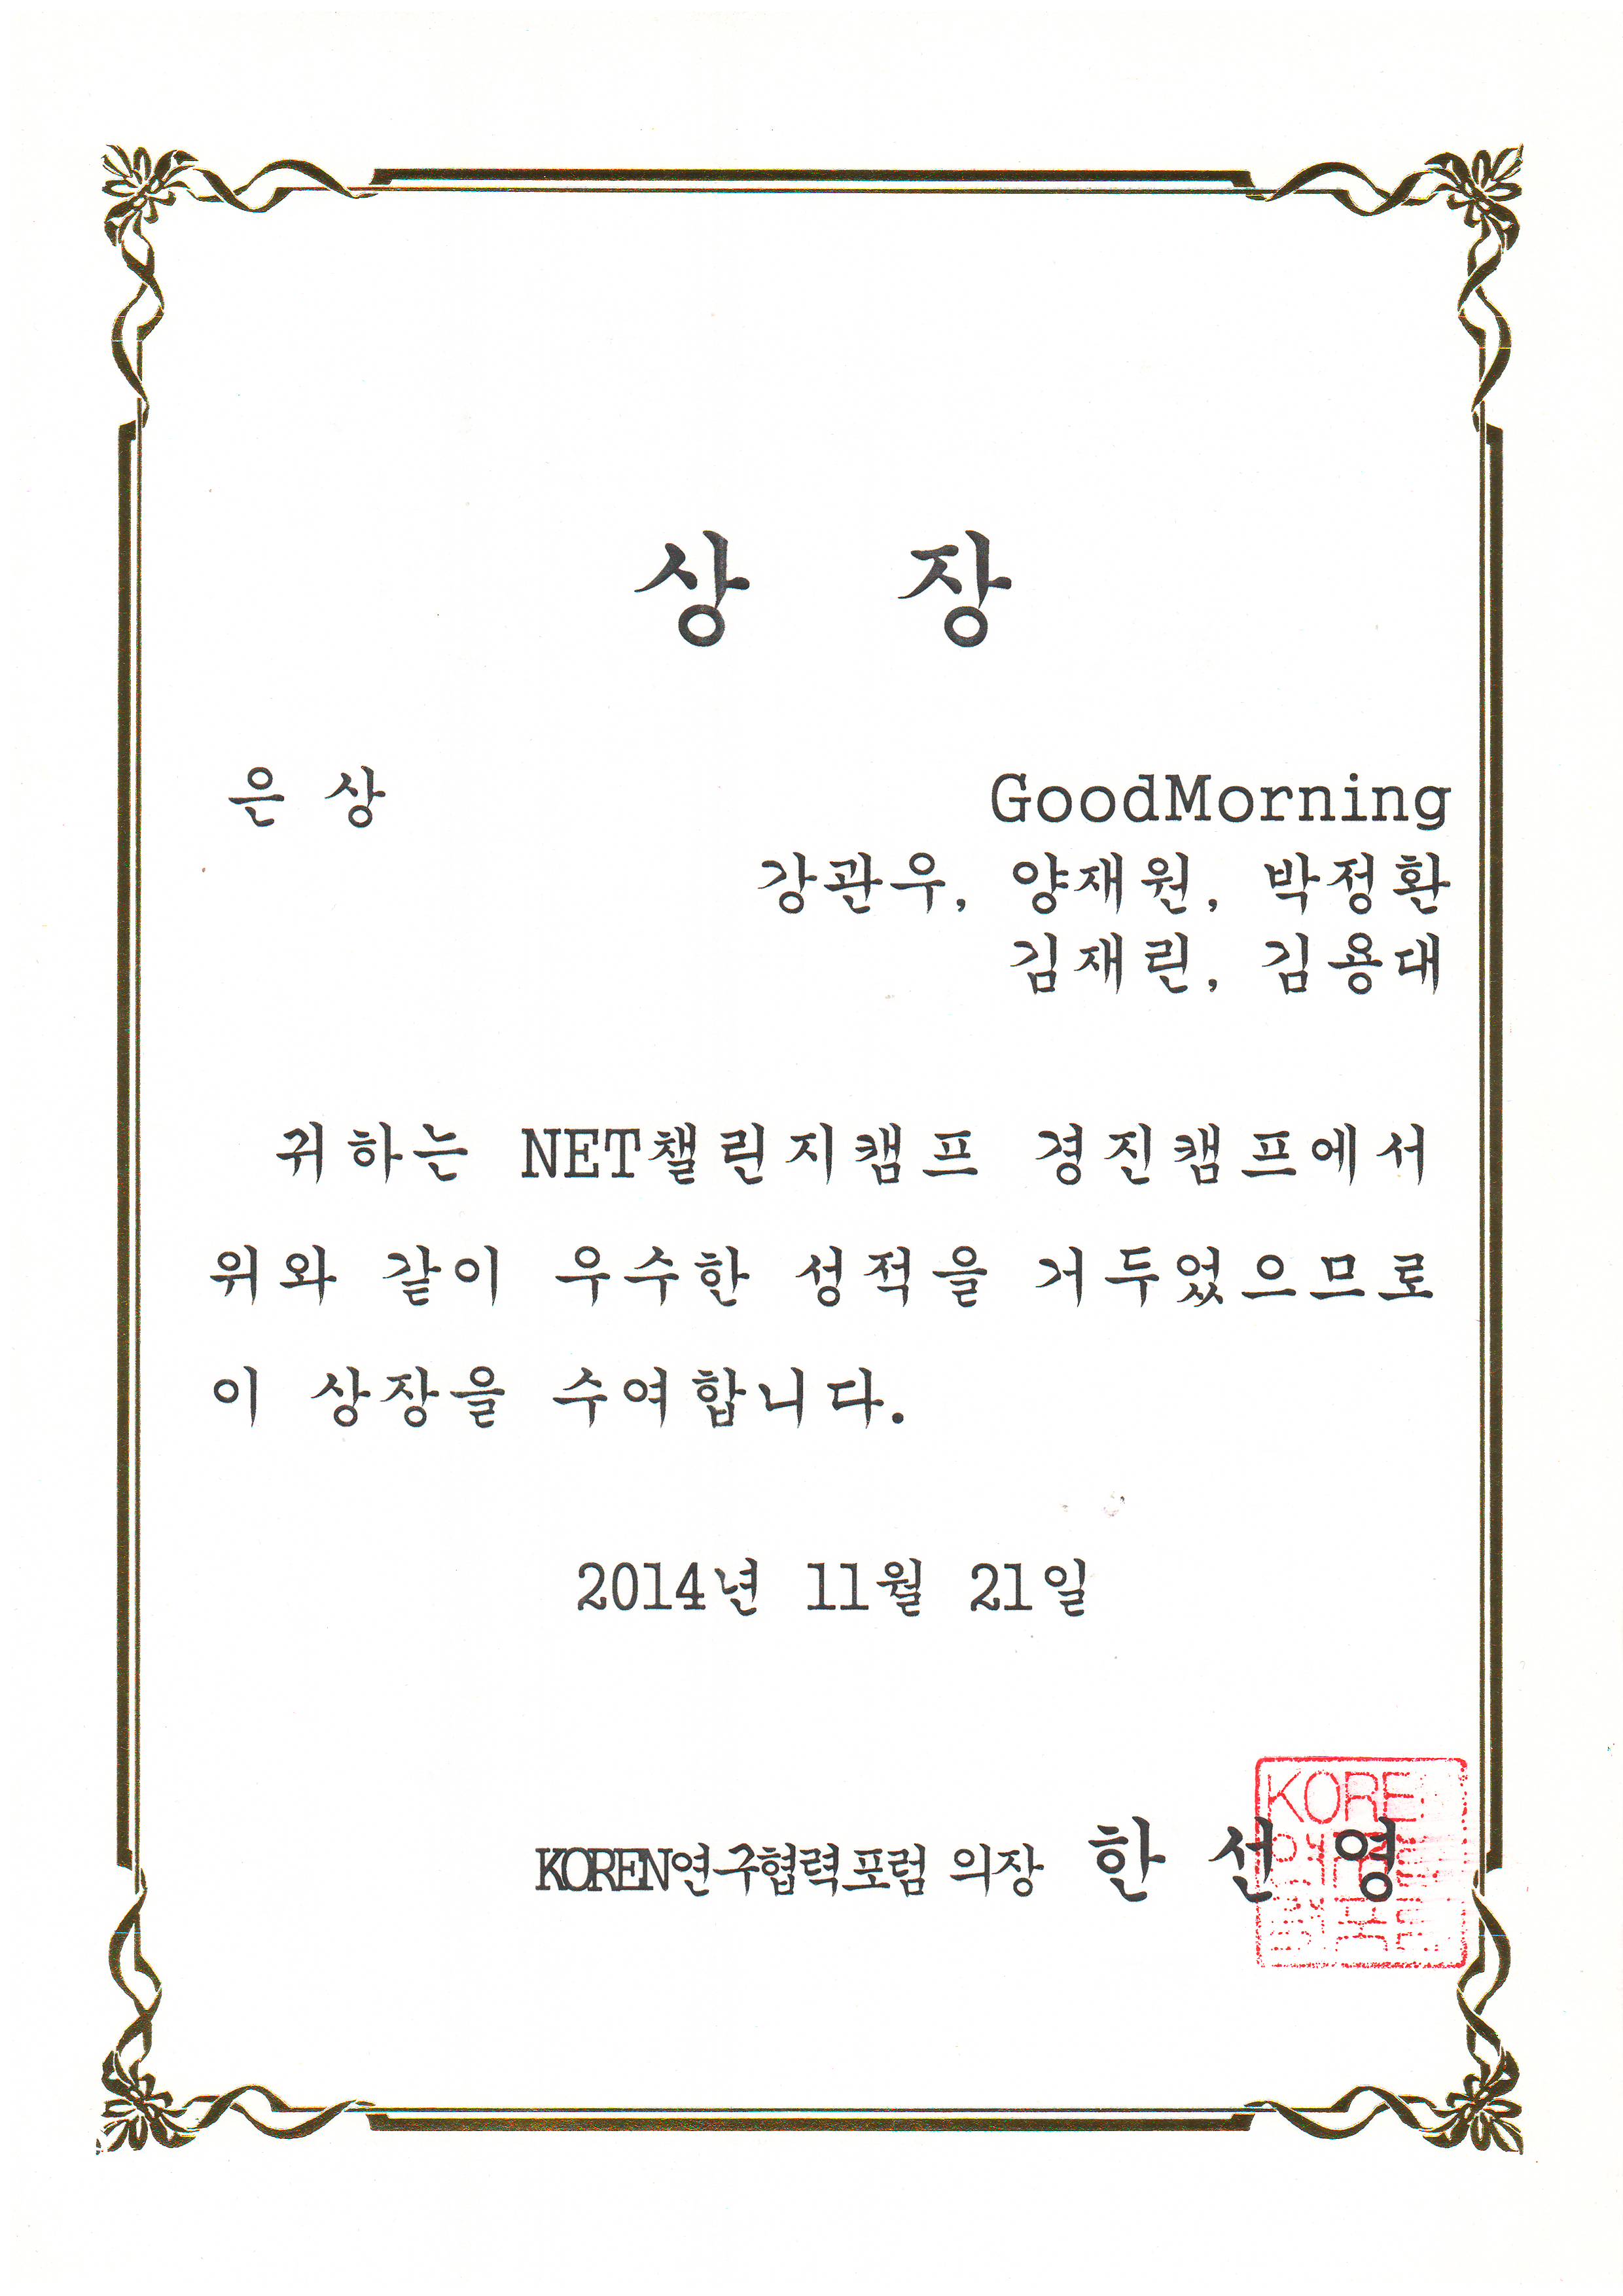 상 장
은 상
GoodMorning
강관우, 양재원, 박정환
김재린, 김용대
귀하는 NET챌린지캠프 경진캠프에서
위와 같이 우수한 성적을 거두었으므로
이 상장을 수여합니다.
2014년 11월 21일
KOREN연구협력포럼 의장 한 선 영
KORE